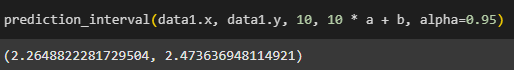 prediction_interval(data1.x, data1.y, 10, 10 * a + b, alpha=0.95)
(2.2648822281729504, 2.473636948114921)